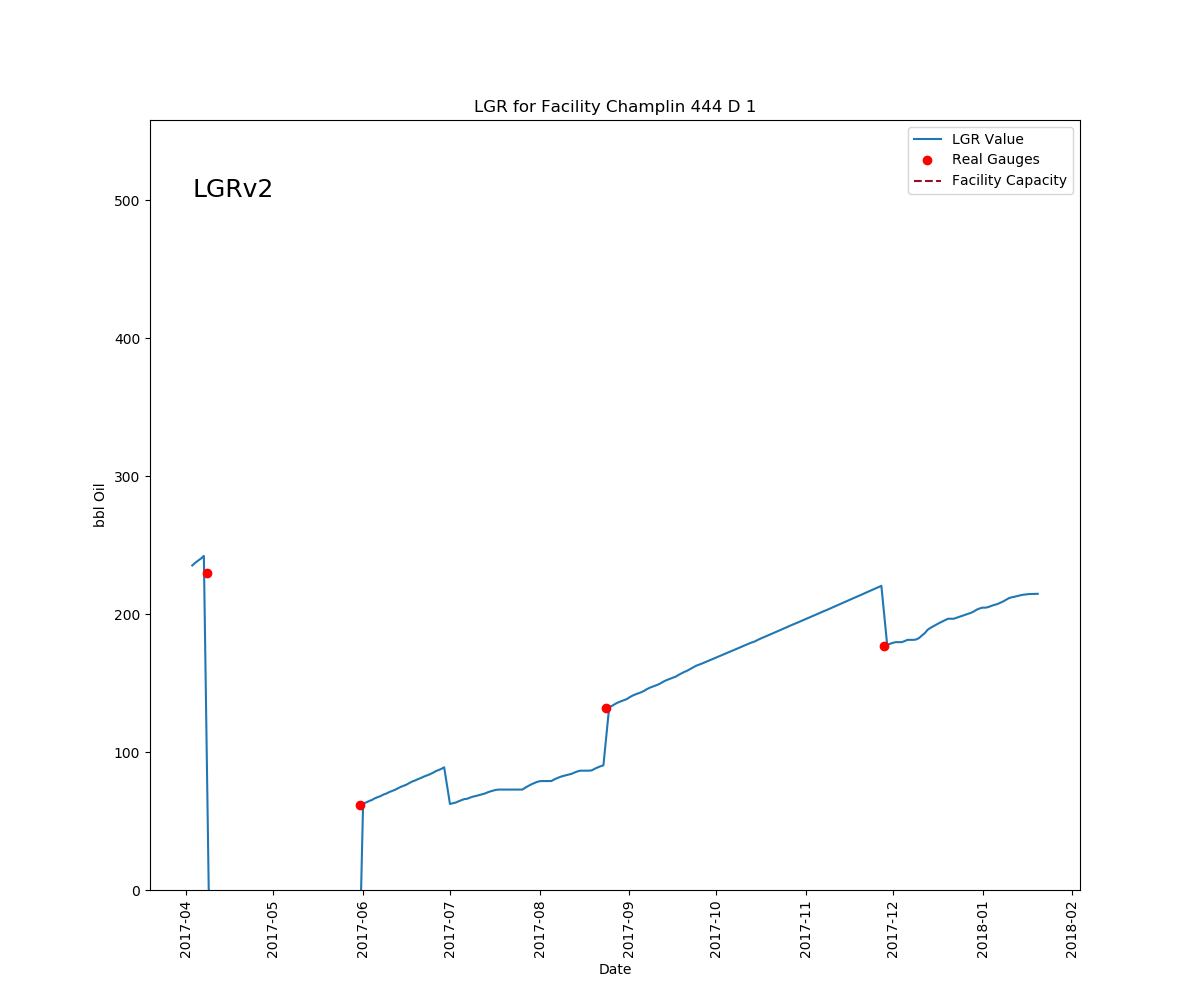 LGR for Facility Champlin 444 D 1
LGRv2
LGR Value
Real Gauges
Facility Capacity
bbl Oil
500
400
300
200
100
0
2017-04
2017-05
2017-06
2017-07
2017-08
2017-09
2017-10
2017-11
2017-12
2018-01
2018-02
Date